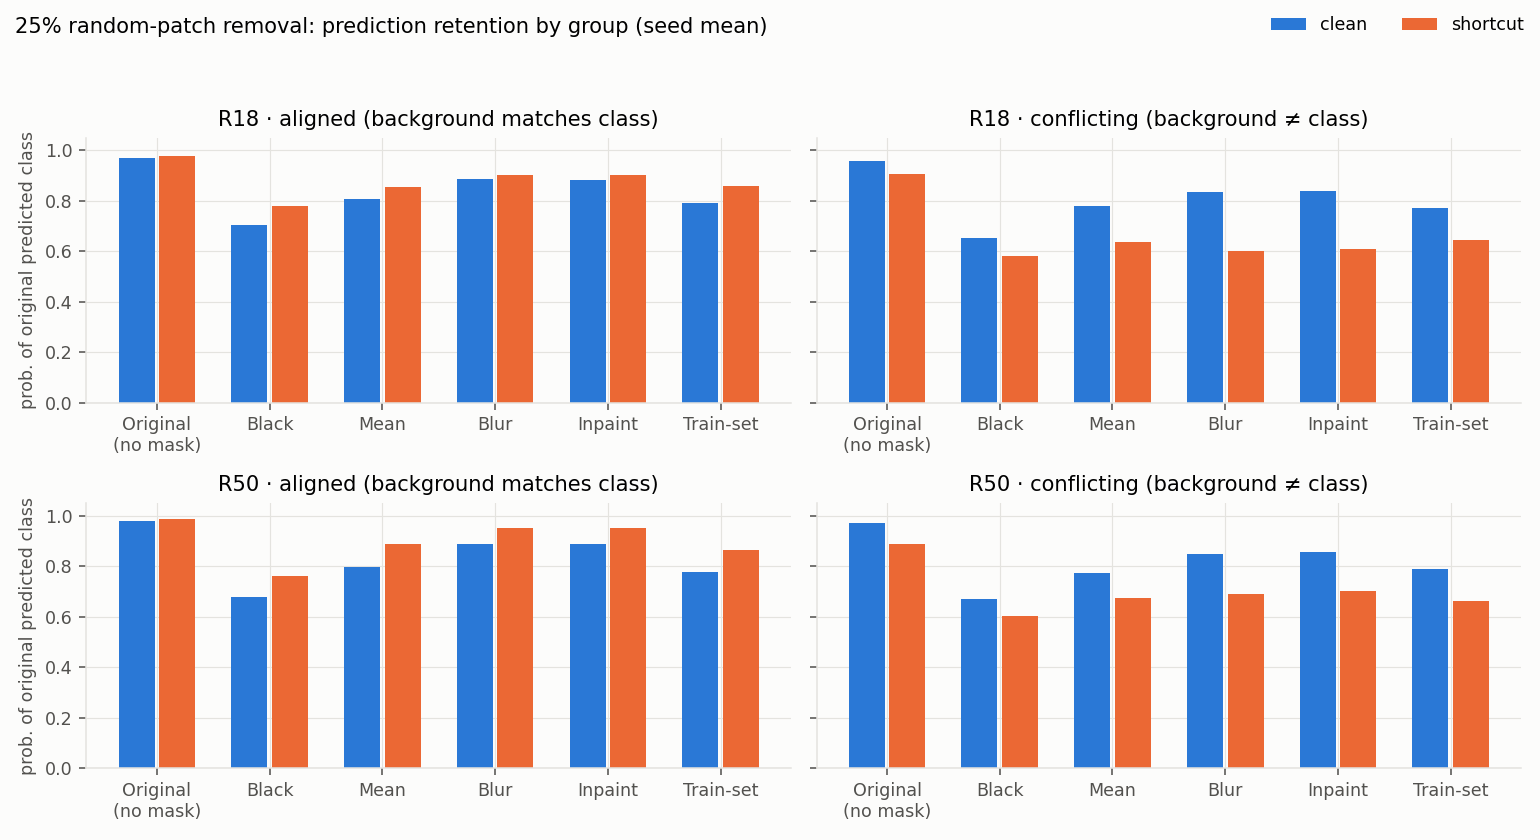 25% random-patch removal: prediction retention by group (seed mean)
clean
shortcut
R18 · aligned (background matches class)
prob. of original predicted class
1.0
0.8
0.6
0.4
0.2
0.0
Original
(no mask)
Black
Mean
Blur
Inpaint
Train-set
R18 · conflicting (background ≠ class)
Original
(no mask)
Black
Mean
Blur
Inpaint
Train-set
R50 · aligned (background matches class)
prob. of original predicted class
1.0
0.8
0.6
0.4
0.2
0.0
Original
(no mask)
Black
Mean
Blur
Inpaint
Train-set
R50 · conflicting (background ≠ class)
Original
(no mask)
Black
Mean
Blur
Inpaint
Train-set